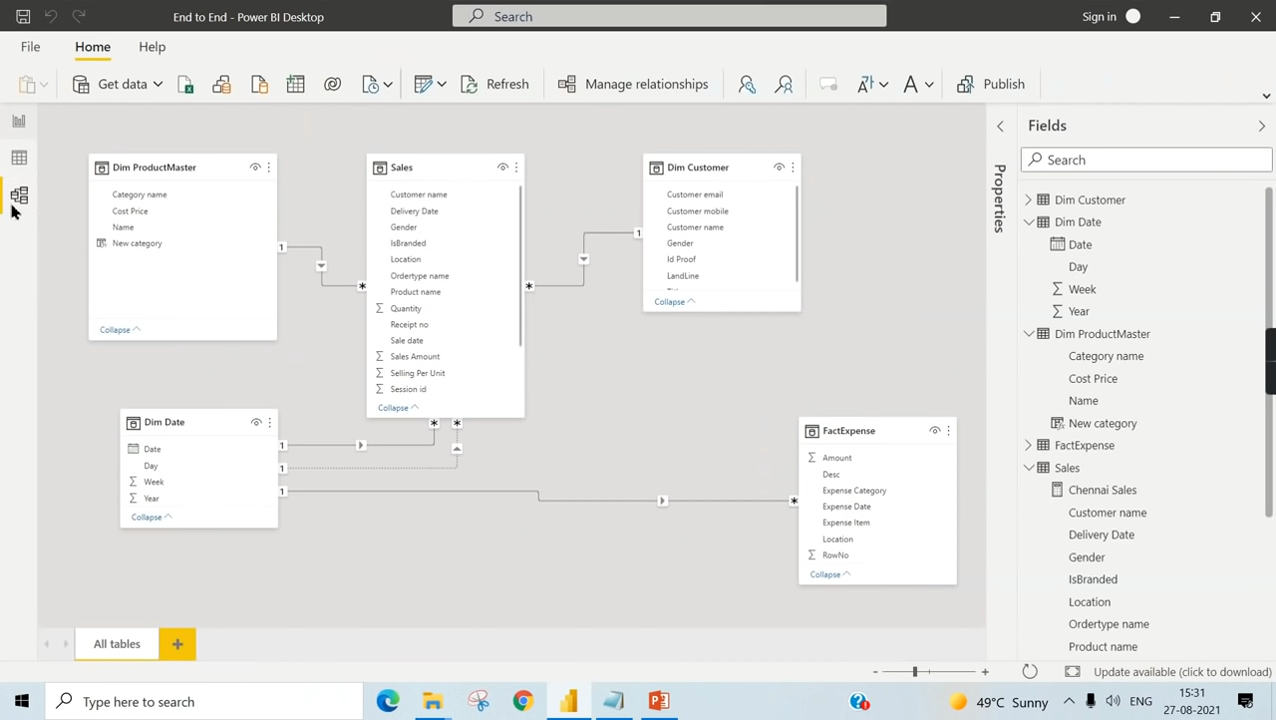 End to End - Power BI Desktop
Search
Sign in
File
Home
Help
Get data
Refresh
Manage relationships
Publish
Dim ProductMaster
Category name
Cost Price
Name
New category
Collapse
Sales
Customer name
Delivery Date
Gender
IsBranded
Location
Ordertype name
Product name
Quantity
Receipt no
Sale date
Sales Amount
Selling Per Unit
Session id
Collapse
Dim Customer
Customer email
Customer mobile
Customer name
Gender
Id Proof
LandLine
Collapse
1
*
*
1
Dim Date
Date
Day
Week
Year
Collapse
*
*
1
1
1
*
FactExpense
Amount
Desc
Expense Category
Expense Date
Expense Item
Location
RowNo
Collapse
Properties
Fields
Search
Dim Customer
Dim Date
Date
Day
Week
Year
Dim ProductMaster
Category name
Cost Price
Name
New category
FactExpense
Sales
Chennai Sales
Customer name
Delivery Date
Gender
IsBranded
Location
Ordertype name
Product name
All tables
Update available (click to download)
Type here to search
49°C Sunny
ENG
15:31
27-08-2021